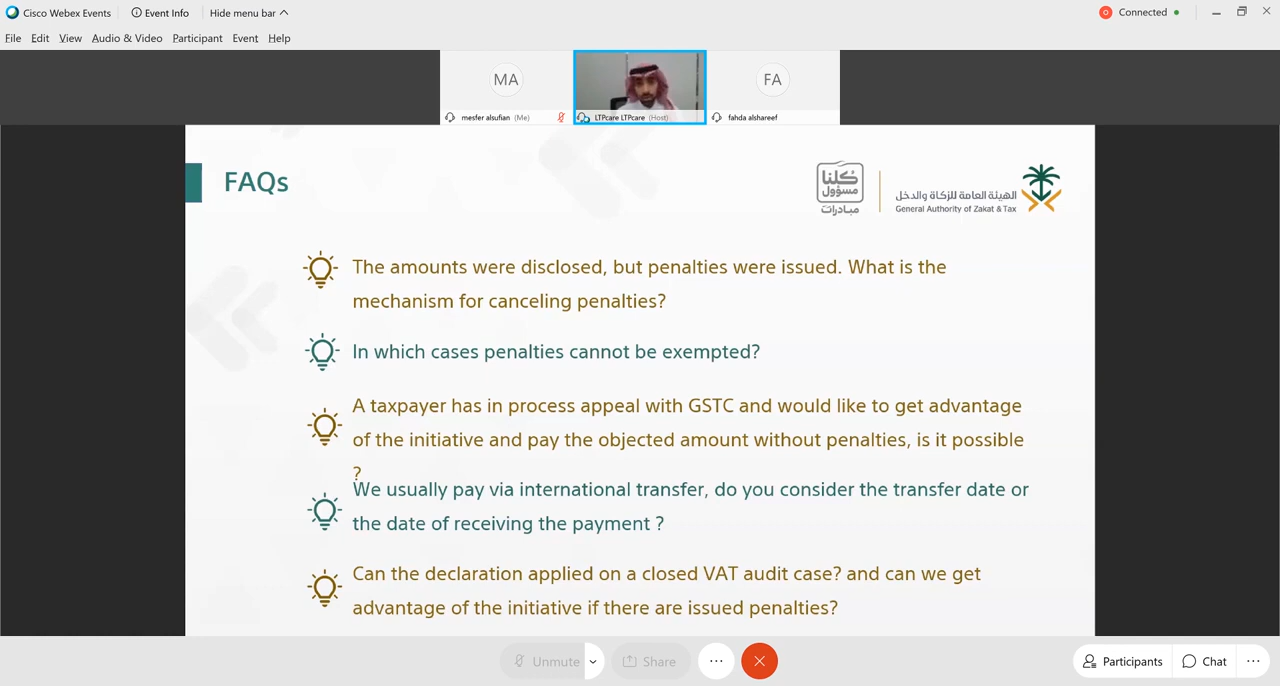 Cisco Webex Events
Event Info
Hide menu bar
Connected
File Edit View Audio & Video Participant Event Help
MA
FA
mesfer alsufian (Me)
LTPcare LTPcare (Host)
fahda alshareef
FAQs
كلنا
مسؤول
مبادرات
الهيئة العامة للزكاة والدخل
General Authority of Zakat & Tax
The amounts were disclosed, but penalties were issued. What is the
mechanism for canceling penalties?
In which cases penalties cannot be exempted?
A taxpayer has in process appeal with GSTC and would like to get advantage
of the initiative and pay the objected amount without penalties, is it possible
?
We usually pay via international transfer, do you consider the transfer date or
the date of receiving the payment ?
Can the declaration applied on a closed VAT audit case? and can we get
advantage of the initiative if there are issued penalties?
Unmute
Share
Participants
Chat